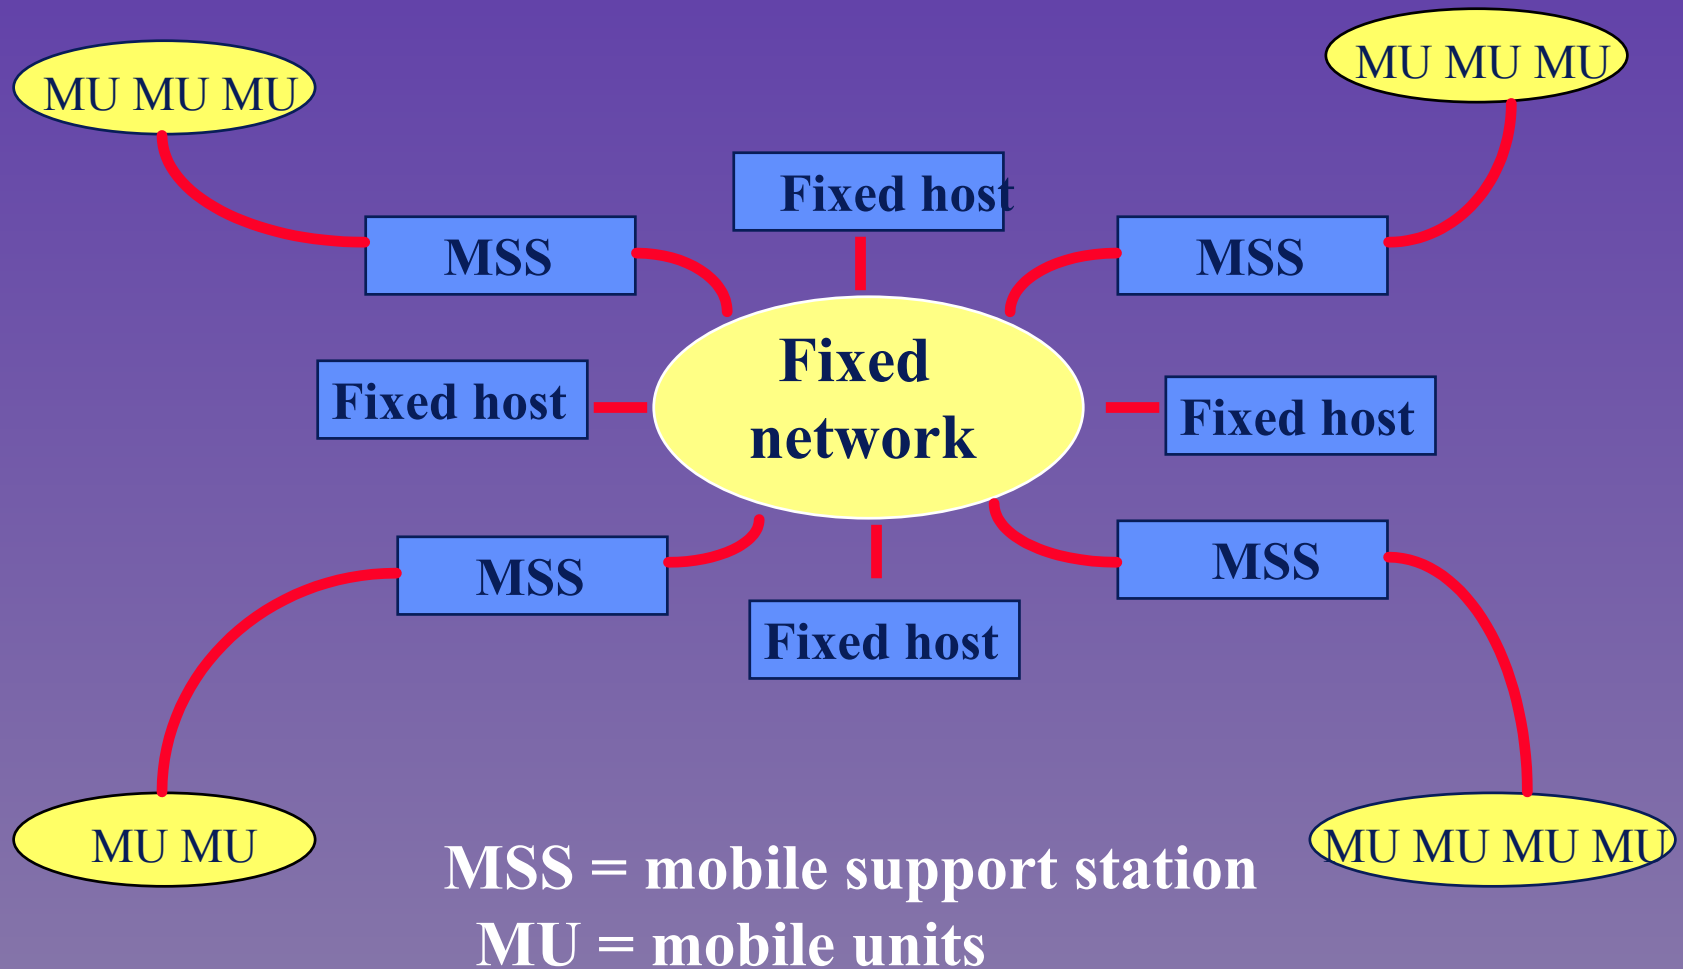 MU MU MU
MU MU MU
Fixed host
MSS
MSS
Fixed
network
Fixed host
Fixed host
MSS
MSS
Fixed host
MU MU
MU MU MU MU
MSS = mobile support station
MU = mobile units